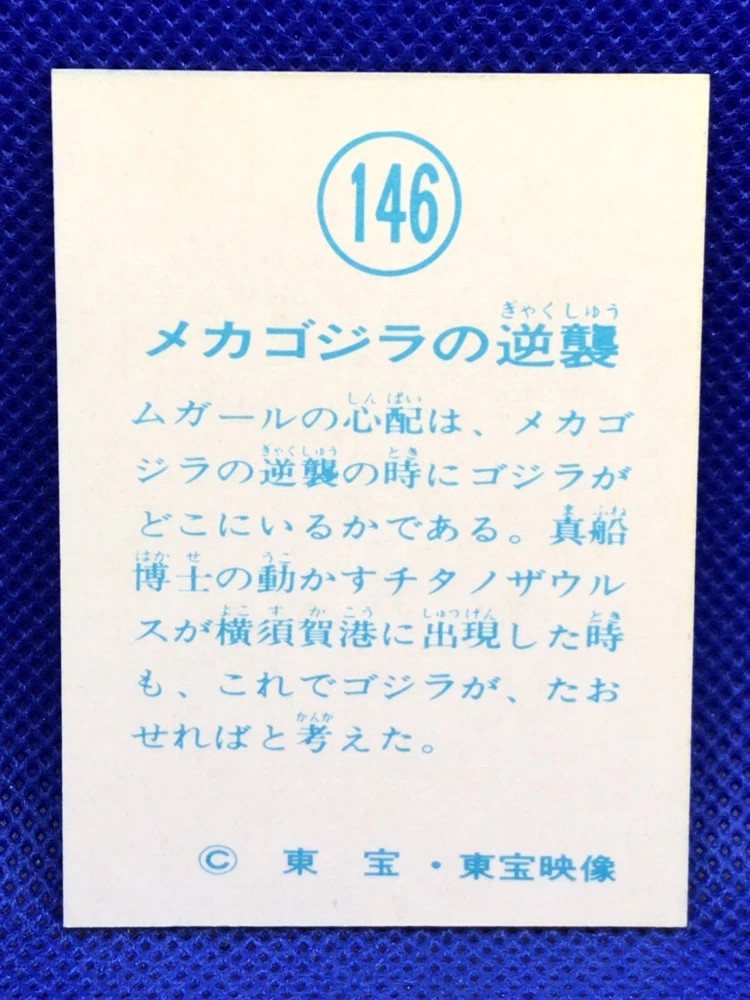 146
ぎゃくしゅう
メカゴジラの逆襲
しんぱい
ムガールの心配は、メカゴ
ぎゃくしゅう とき
ジラの逆襲の時にゴジラが
まふね
どこにいるかである。真船
はかせ うご
博士の動かすチタノザウル
よこすかこう しゅつげん とき
スが横須賀港に出現した時
も、これでゴジラが、たお
かんか
せればと考えた。
© 東宝・東宝映像